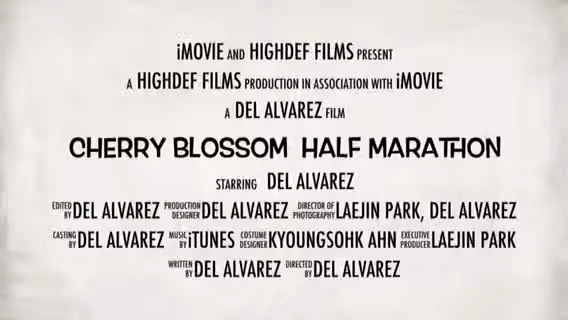 iMOVIE AND HIGHDEF FILMS PRESENT
A HIGHDEF FILMS PRODUCTION IN ASSOCIATION WITH iMOVIE
A DEL ALVAREZ FILM
CHERRY BLOSSOM HALF MARATHON
STARRING DEL ALVAREZ
EDITED BY DEL ALVAREZ PRODUCTION DESIGNER DEL ALVAREZ DIRECTOR OF PHOTOGRAPHY LAEJIN PARK, DEL ALVAREZ
CASTING BY DEL ALVAREZ MUSIC BY iTUNES COSTUME DESIGNER KYOUNGSOHK AHN EXECUTIVE PRODUCER LAEJIN PARK
WRITTEN BY DEL ALVAREZ DIRECTED BY DEL ALVAREZ